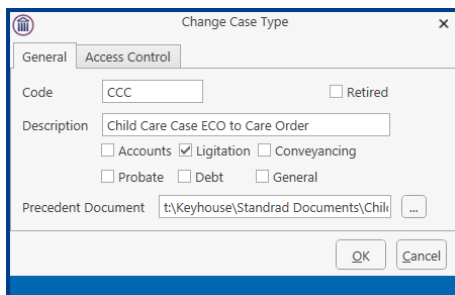 Change Case Type
General Access Control
Code CCC Retired
Description Child Care Case ECO to Care Order
Accounts Ligitation Conveyancing
Probate Debt General
Precedent Document t:\Keyhouse\Standrad Documents\Chil ...
OK Cancel